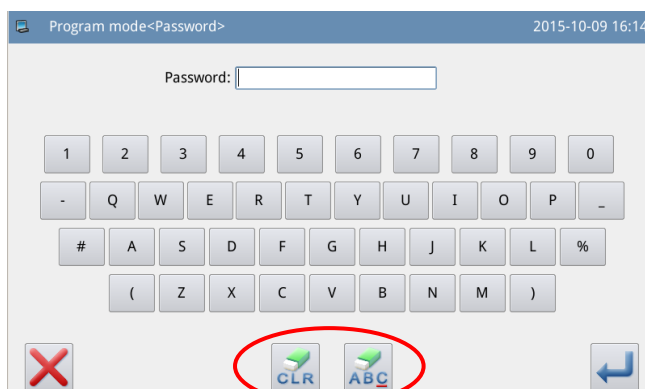 Program mode<Password> 2015-10-09 16:14
Password:
1 2 3 4 5 6 7 8 9 0
- Q W E R T Y U I O P _
# A S D F G H J K L %
( Z X C V B N M )
CLR ABC